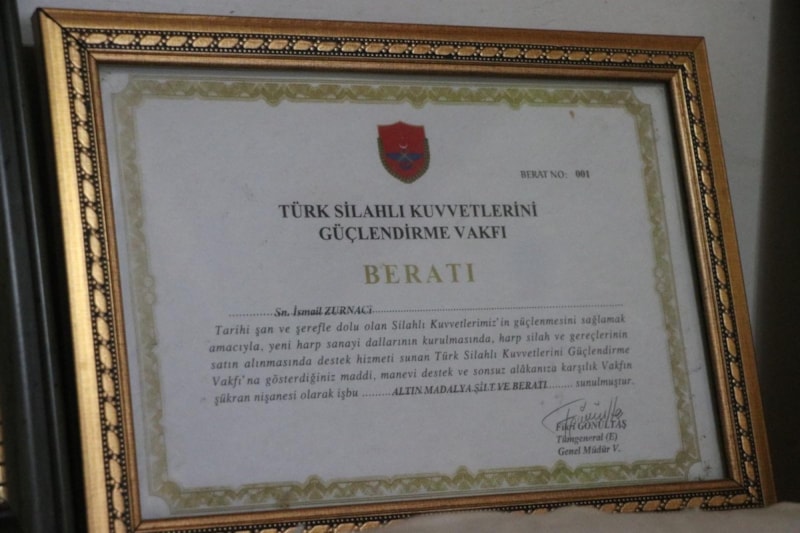 BERAT NO: 001
TÜRK SİLAHLI KUVVETLERİNİ
GÜÇLENDİRME VAKFI
BERATI
Sn. İsmail ZURNACİ
Tarihi şan ve şerefle dolu olan Silahlı Kuvvetlerimiz'in güçlenmesini sağlamak
amacıyla, yeni harp sanayi dallarının kurulmasında, harp silah ve gereçlerinin
satın alınmasında destek hizmeti sunan Türk Silahlı Kuvvetlerini Güçlendirme
Vakfı'na gösterdiğiniz maddi, manevi destek ve sonsuz alâkanıza karşılık Vakfın
şükran nişanesi olarak işbu ............ALTIN MADALYA ŞİLT VE BERATI......... sunulmuştur.
GÖNÜLTAŞ
Tümgeneral (E)
Genel Müdür V.